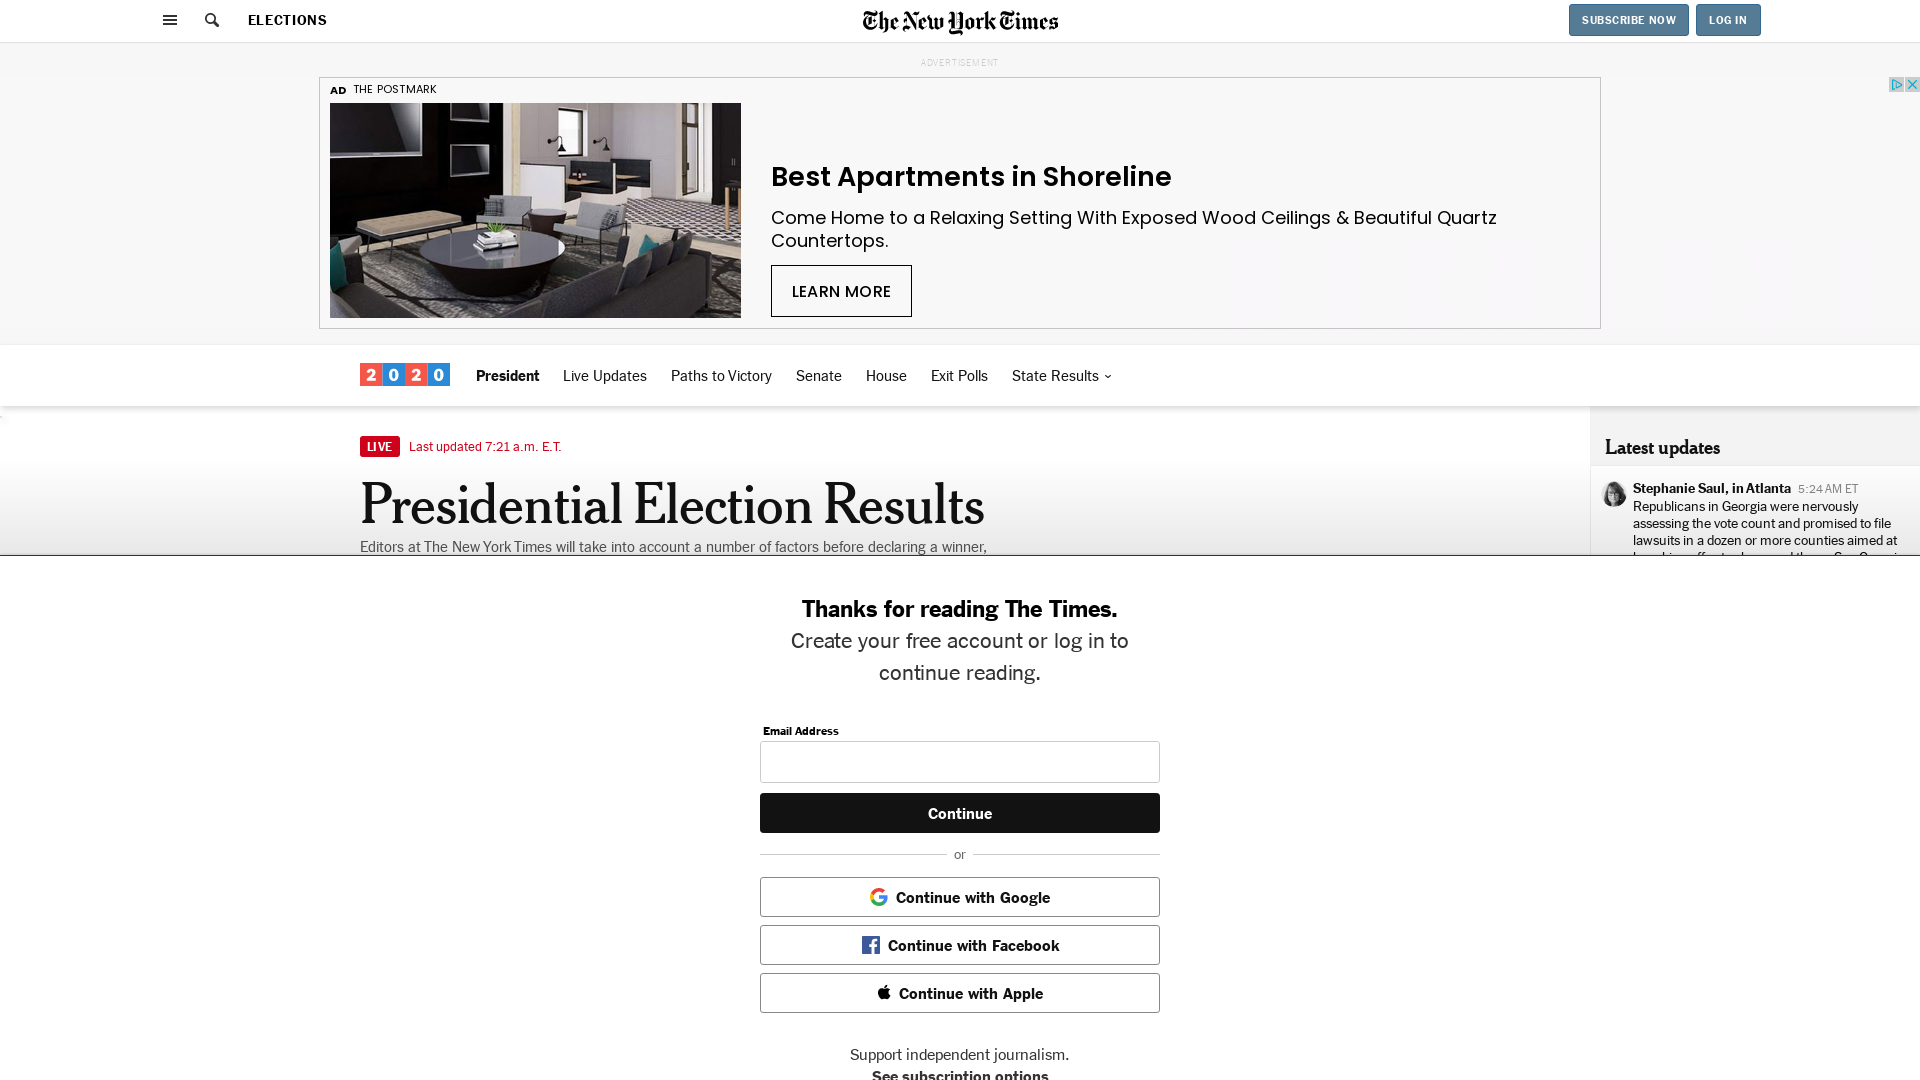 ELECTIONS
The New York Times
SUBSCRIBE NOW
LOG IN
ADVERTISEMENT
AD THE POSTMARK
Best Apartments in Shoreline
Come Home to a Relaxing Setting With Exposed Wood Ceilings & Beautiful Quartz
Countertops.
LEARN MORE
2020
President
Live Updates
Paths to Victory
Senate
House
Exit Polls
State Results
LIVE Last updated 7:21 a.m. E.T.
Presidential Election Results
Editors at The New York Times will take into account a number of factors before declaring a winner,
Latest updates
Stephanie Saul, in Atlanta 5:24 AM ET
Republicans in Georgia were nervously
assessing the vote count and promised to file
lawsuits in a dozen or more counties aimed at
Thanks for reading The Times.
Create your free account or log in to
continue reading.
Email Address
Continue
or
Continue with Google
Continue with Facebook
Continue with Apple
Support independent journalism.
See subscription options